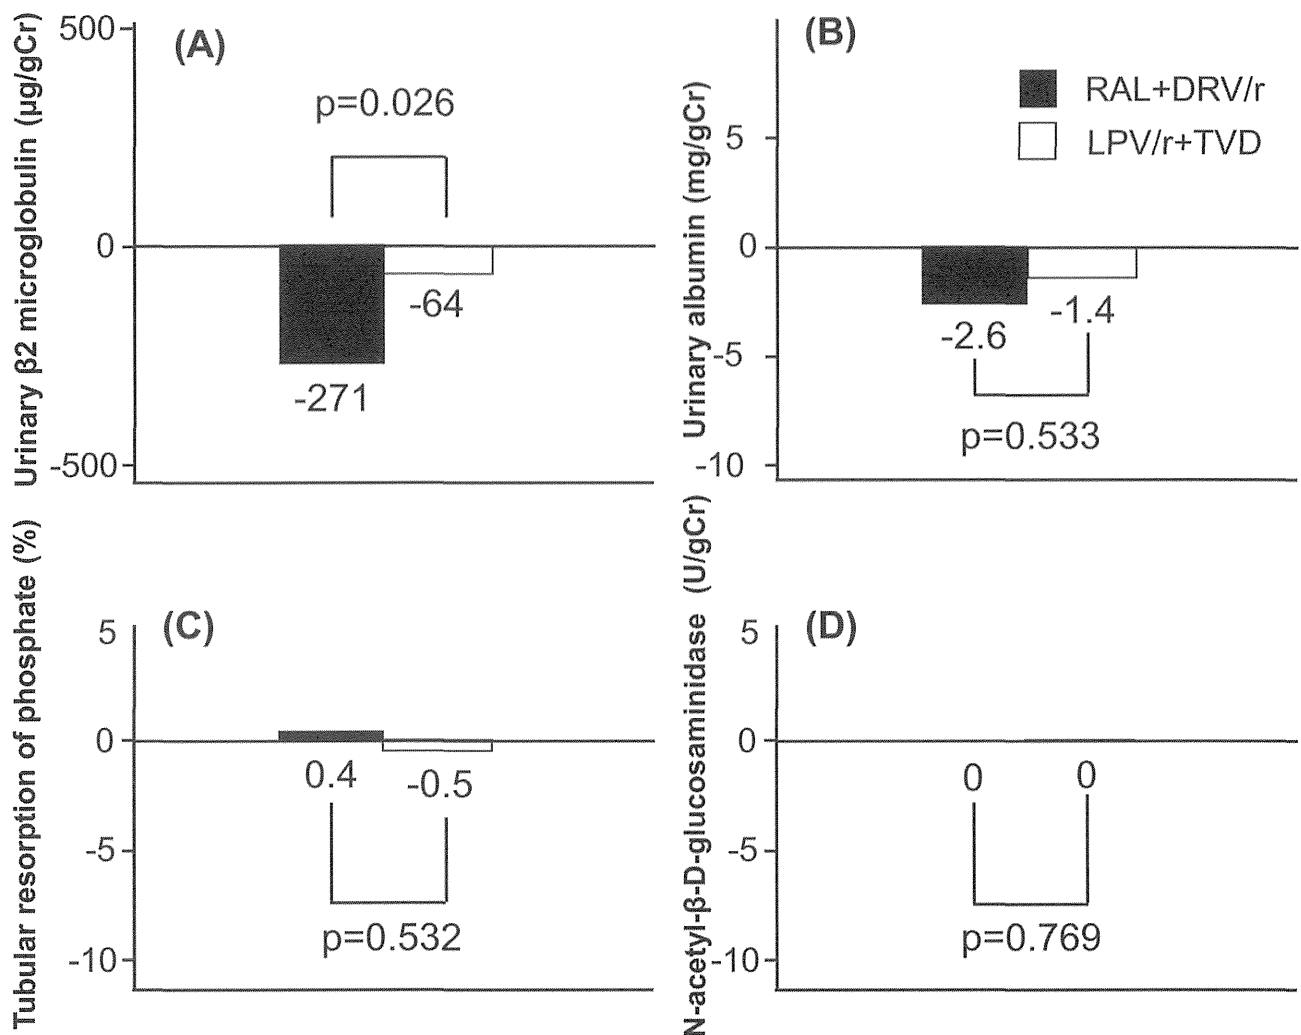 Urinary β2 microglobulin (µg/gCr)
500
0
-500
(A)
p=0.026
-64
-271
Urinary albumin (mg/gCr)
5
0
-5
-10
(B)
RAL+DRV/r
LPV/r+TVD
-2.6
-1.4
p=0.533
Tubular resorption of phosphate (%)
5
0
-5
-10
(C)
0.4
-0.5
p=0.532
N-acetyl-β-D-glucosaminidase (U/gCr)
5
0
-5
-10
(D)
0
0
p=0.769